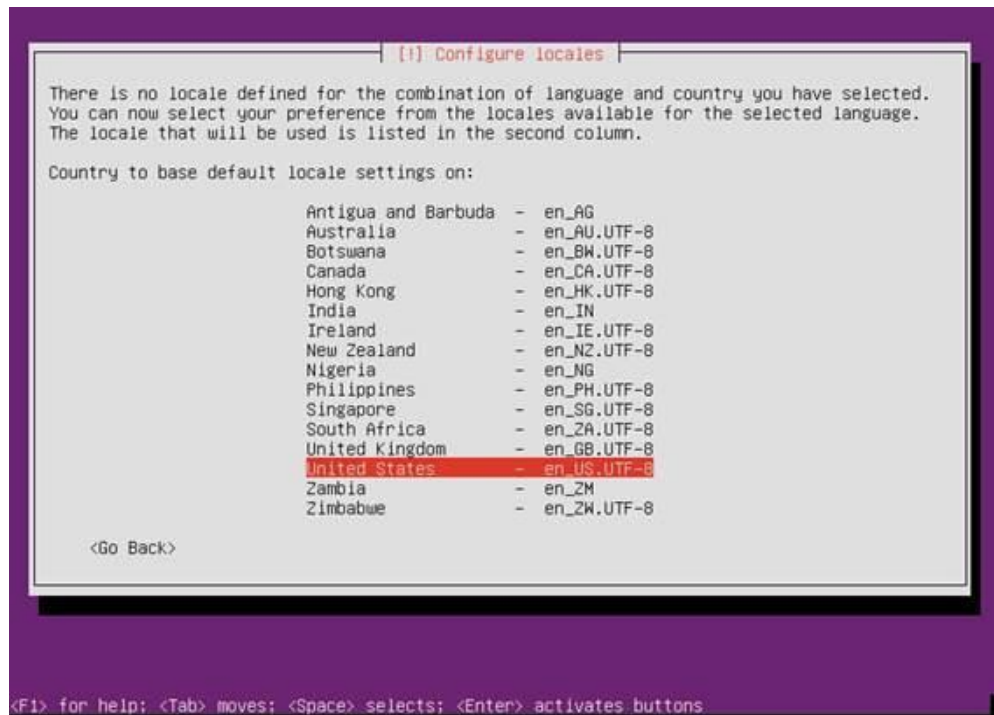 [!] Configure locales
There is no locale defined for the combination of language and country you have selected.
You can now select your preference from the locales available for the selected language.
The locale that will be used is listed in the second column.
Country to base default locale settings on:
Antigua and Barbuda - en_AG
Australia - en_AU.UTF-8
Botswana - en_BW.UTF-8
Canada - en_CA.UTF-8
Hong Kong - en_HK.UTF-8
India - en_IN
Ireland - en_IE.UTF-8
New Zealand - en_NZ.UTF-8
Nigeria - en_NG
Philippines - en_PH.UTF-8
Singapore - en_SG.UTF-8
South Africa - en_ZA.UTF-8
United Kingdom - en_GB.UTF-8
United States - en_US.UTF-8
Zambia - en_ZM
Zimbabwe - en_ZW.UTF-8
<Go Back>
<F1> for help; <Tab> moves; <Space> selects; <Enter> activates buttons